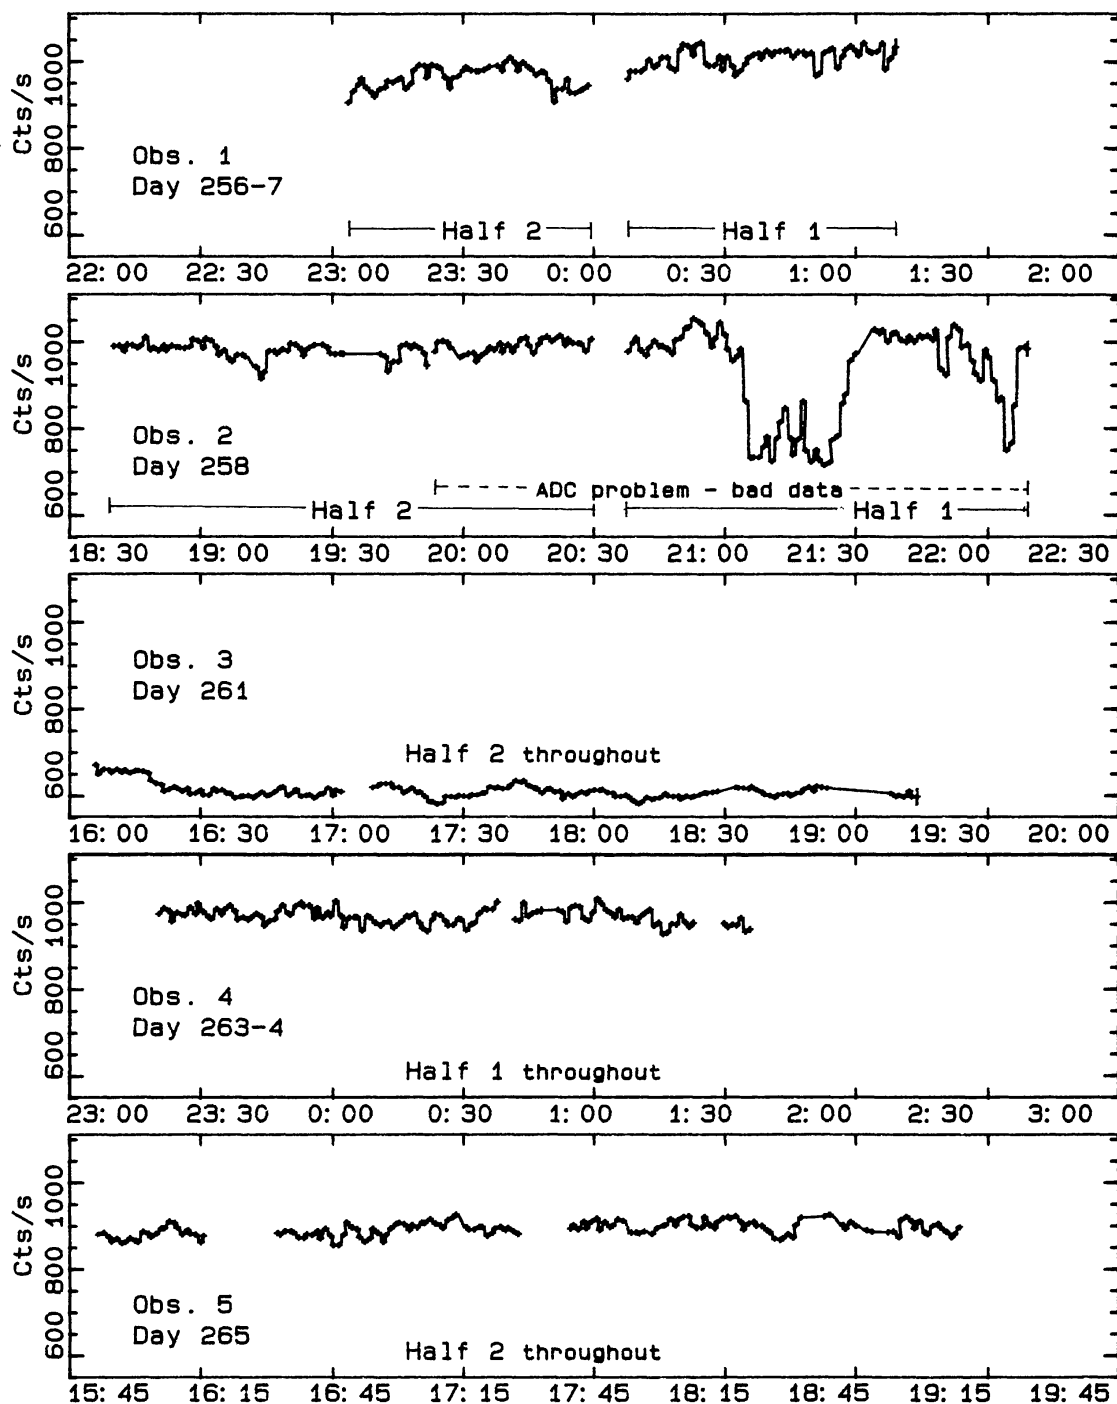 Cts/s
1000
800
600
Obs. 1
Day 256-7
Half 2
Half 1
22: 00 22: 30 23: 00 23: 30 0: 00 0: 30 1: 00 1: 30 2: 00
Cts/s
1000
800
600
Obs. 2
Day 258
ADC problem - bad data
Half 2
Half 1
18: 30 19: 00 19: 30 20: 00 20: 30 21: 00 21: 30 22: 00 22: 30
Cts/s
1000
800
600
Obs. 3
Day 261
Half 2 throughout
16: 00 16: 30 17: 00 17: 30 18: 00 18: 30 19: 00 19: 30 20: 00
Cts/s
1000
800
600
Obs. 4
Day 263-4
Half 1 throughout
23: 00 23: 30 0: 00 0: 30 1: 00 1: 30 2: 00 2: 30 3: 00
Cts/s
1000
800
600
Obs. 5
Day 265
Half 2 throughout
15: 45 16: 15 16: 45 17: 15 17: 45 18: 15 18: 45 19: 15 19: 45